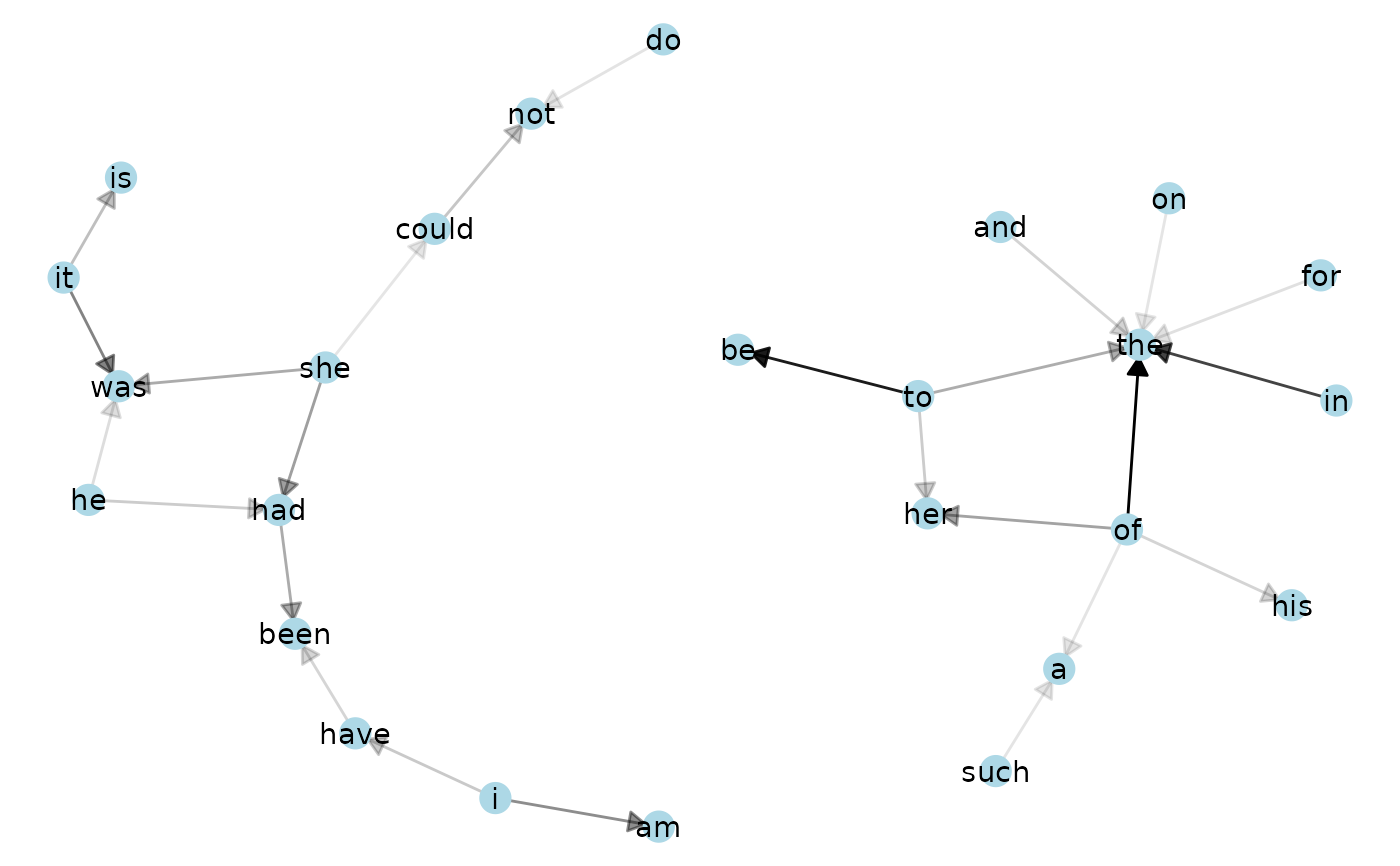 do
not
is
on
and
could
for
it
the
be
she
was
to
in
he
had
her
of
his
been
a
have
such
i
am